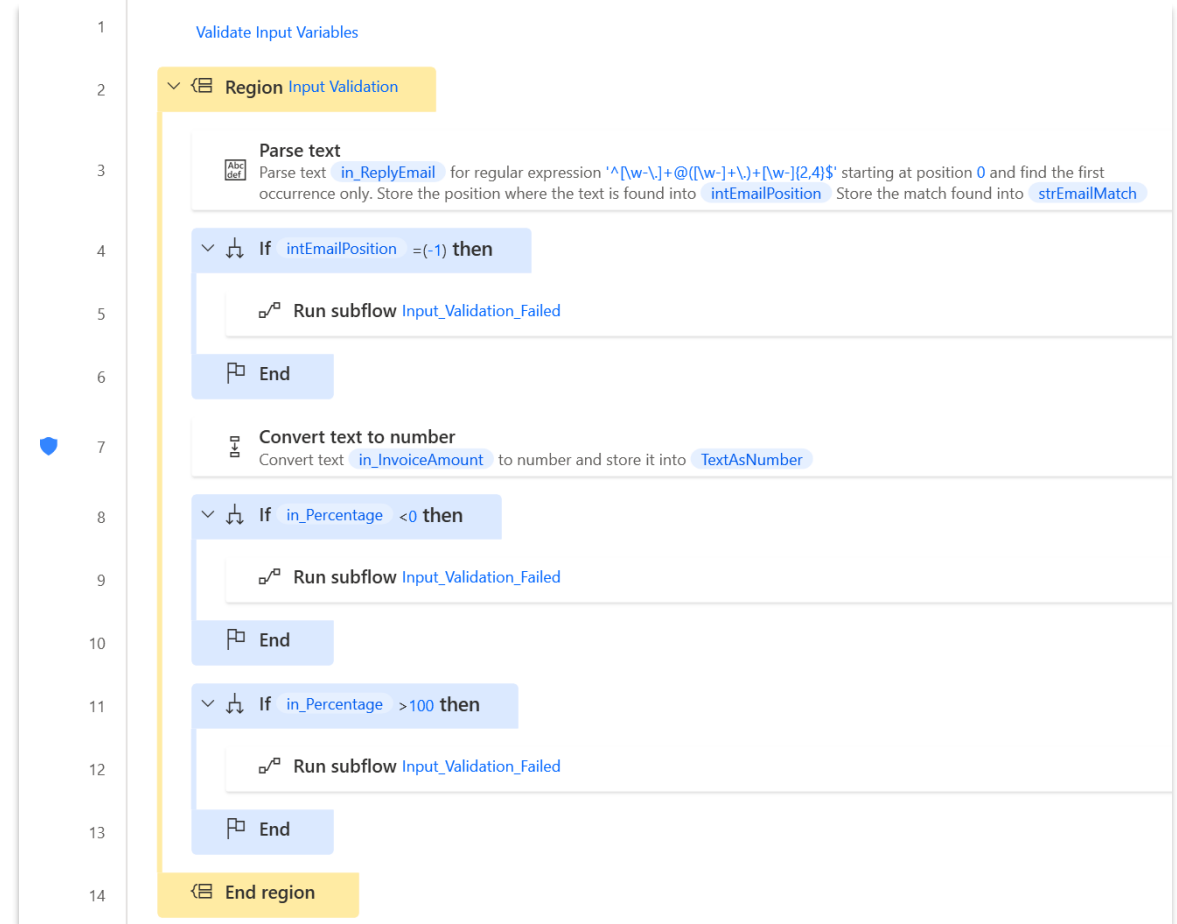 1 Validate Input Variables
2 Region Input Validation
Parse text
3 Abc def Parse text in_ReplyEmail for regular expression '^[\w-\.]+@([\w-]+\.)+[\w-]{2,4}$' starting at position 0 and find the first
occurrence only. Store the position where the text is found into intEmailPosition Store the match found into strEmailMatch
4 If intEmailPosition =(-1) then
5 Run subflow Input_Validation_Failed
6 End
Convert text to number
7 Convert text in_InvoiceAmount to number and store it into TextAsNumber
8 If in_Percentage <0 then
9 Run subflow Input_Validation_Failed
10 End
11 If in_Percentage >100 then
12 Run subflow Input_Validation_Failed
13 End
14 End region